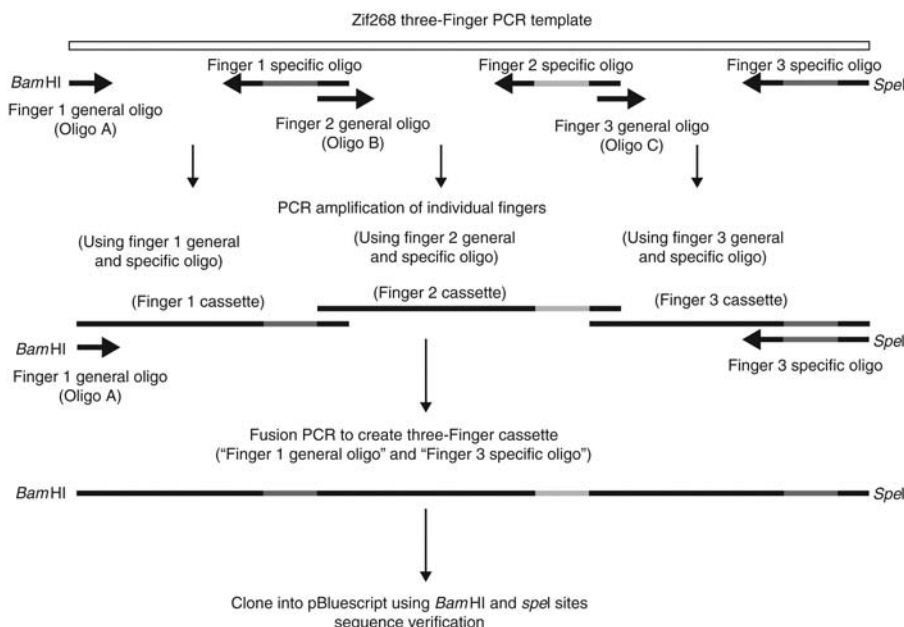 Zif268 three-Finger PCR template
BamHI
Finger 1 specific oligo
Finger 2 specific oligo
Finger 3 specific oligo
SpeI
Finger 1 general oligo
(Oligo A)
Finger 2 general oligo
(Oligo B)
Finger 3 general oligo
(Oligo C)
PCR amplification of individual fingers
(Using finger 1 general
and specific oligo)
(Using finger 2 general
and specific oligo)
(Using finger 3 general
and specific oligo)
(Finger 1 cassette)
(Finger 2 cassette)
(Finger 3 cassette)
BamHI
SpeI
Finger 1 general oligo
(Oligo A)
Finger 3 specific oligo
Fusion PCR to create three-Finger cassette
(“Finger 1 general oligo” and “Finger 3 specific oligo”)
BamHI
SpeI
Clone into pBluescript using BamHI and speI sites
sequence verification